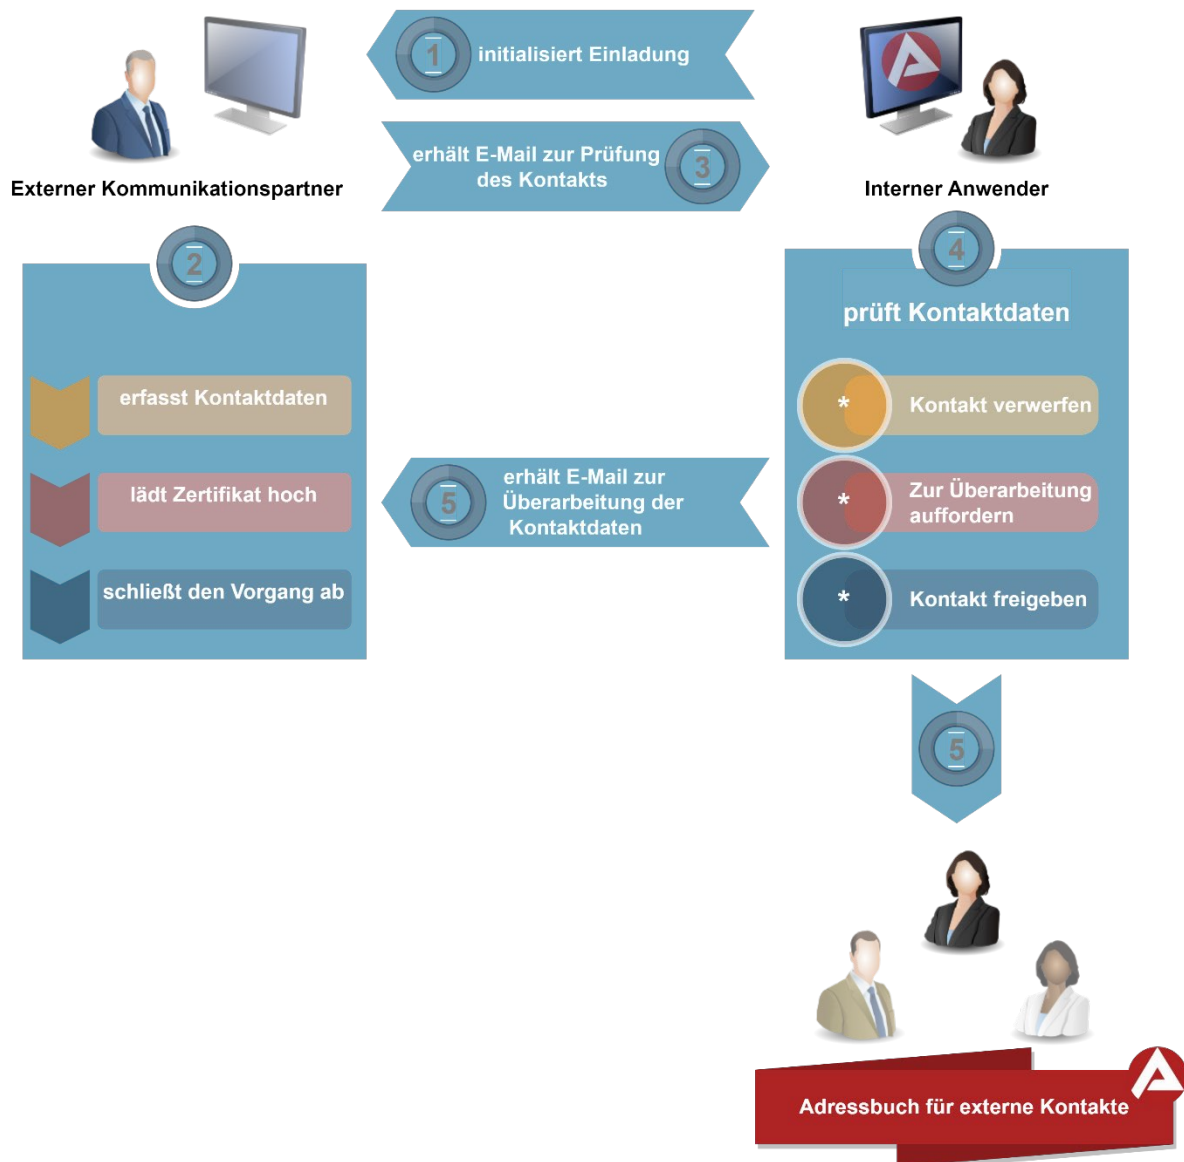 1
initialisiert Einladung
erhält E-Mail zur Prüfung
des Kontakts
3
Externer Kommunikationspartner
Interner Anwender
2
erfasst Kontaktdaten
lädt Zertifikat hoch
schließt den Vorgang ab
5
erhält E-Mail zur
Überarbeitung der
Kontaktdaten
4
prüft Kontaktdaten
*
Kontakt verwerfen
*
Zur Überarbeitung
auffordern
*
Kontakt freigeben
5
Adressbuch für externe Kontakte